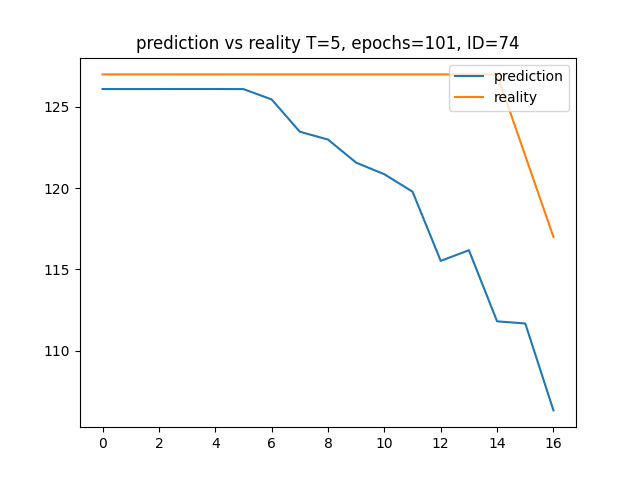 prediction vs reality T=5, epochs=101, ID=74
prediction
reality
125
120
115
110
0 2 4 6 8 10 12 14 16